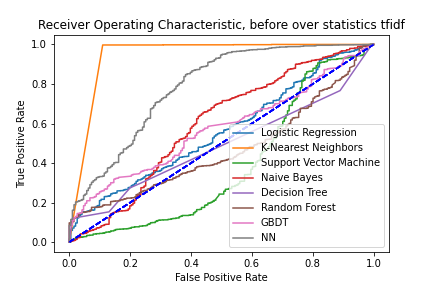 Receiver Operating Characteristic, before over statistics tfidf
1.0
0.8
0.6
0.4
0.2
0.0
True Positive Rate
Logistic Regression
K-Nearest Neighbors
Support Vector Machine
Naive Bayes
Decision Tree
Random Forest
GBDT
NN
0.0 0.2 0.4 0.6 0.8 1.0
False Positive Rate